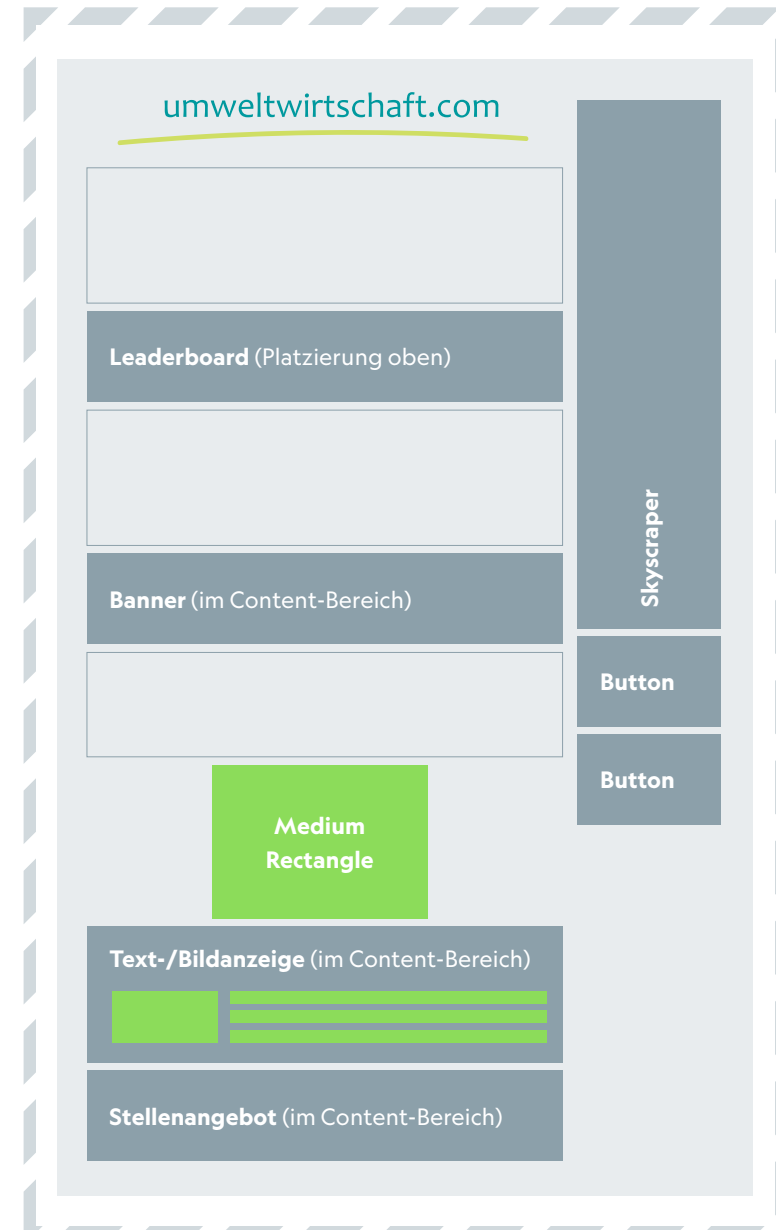 umweltwirtschaft.com
Leaderboard (Platzierung oben)
Banner (im Content-Bereich)
Skyscraper
Button
Button
Medium
Rectangle
Text-/Bildanzeige (im Content-Bereich)
Stellenangebot (im Content-Bereich)